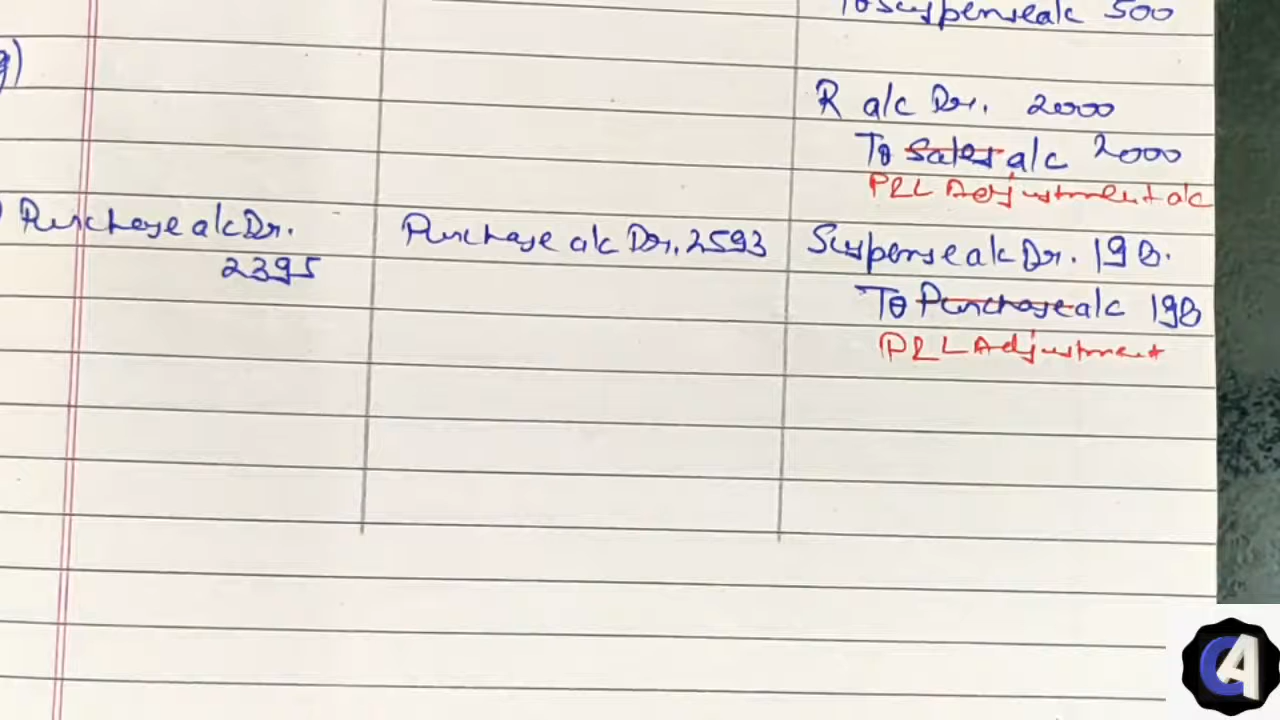 To Suspense a/c 500
g)
R a/c Dr. 2000
To Sales a/c 2000
P&L Adjustment a/c
) Purchase a/c Dr. Purchase a/c Dr. 2593 Suspense a/c Dr. 198.
2395
To Purchase a/c 198
P&L Adjustment
CA